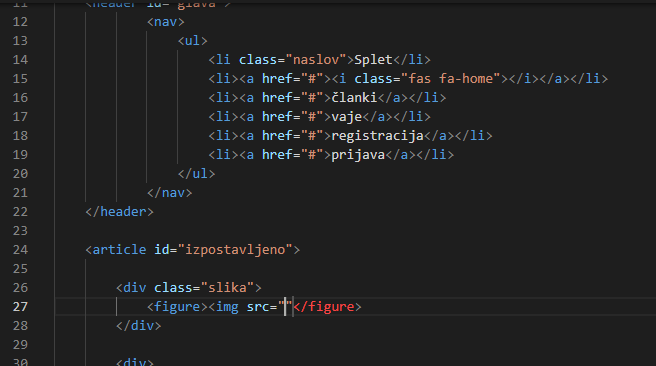 11 <header id="glava">
12 <nav>
13 <ul>
14 <li class="naslov">Splet</li>
15 <li><a href="#"><i class="fas fa-home"></i></a></li>
16 <li><a href="#">članki</a></li>
17 <li><a href="#">vaje</a></li>
18 <li><a href="#">registracija</a></li>
19 <li><a href="#">prijava</a></li>
20 </ul>
21 </nav>
22 </header>
23
24 <article id="izpostavljeno">
25
26 <div class="slika">
27 <figure><img src=""</figure>
28 </div>
29
30 <div>